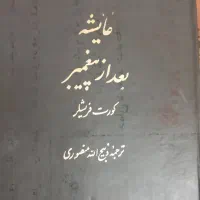 عایشه
بعد از پیغمبر
کورت فریشلر
ترجمه ذبیح الله منصوری